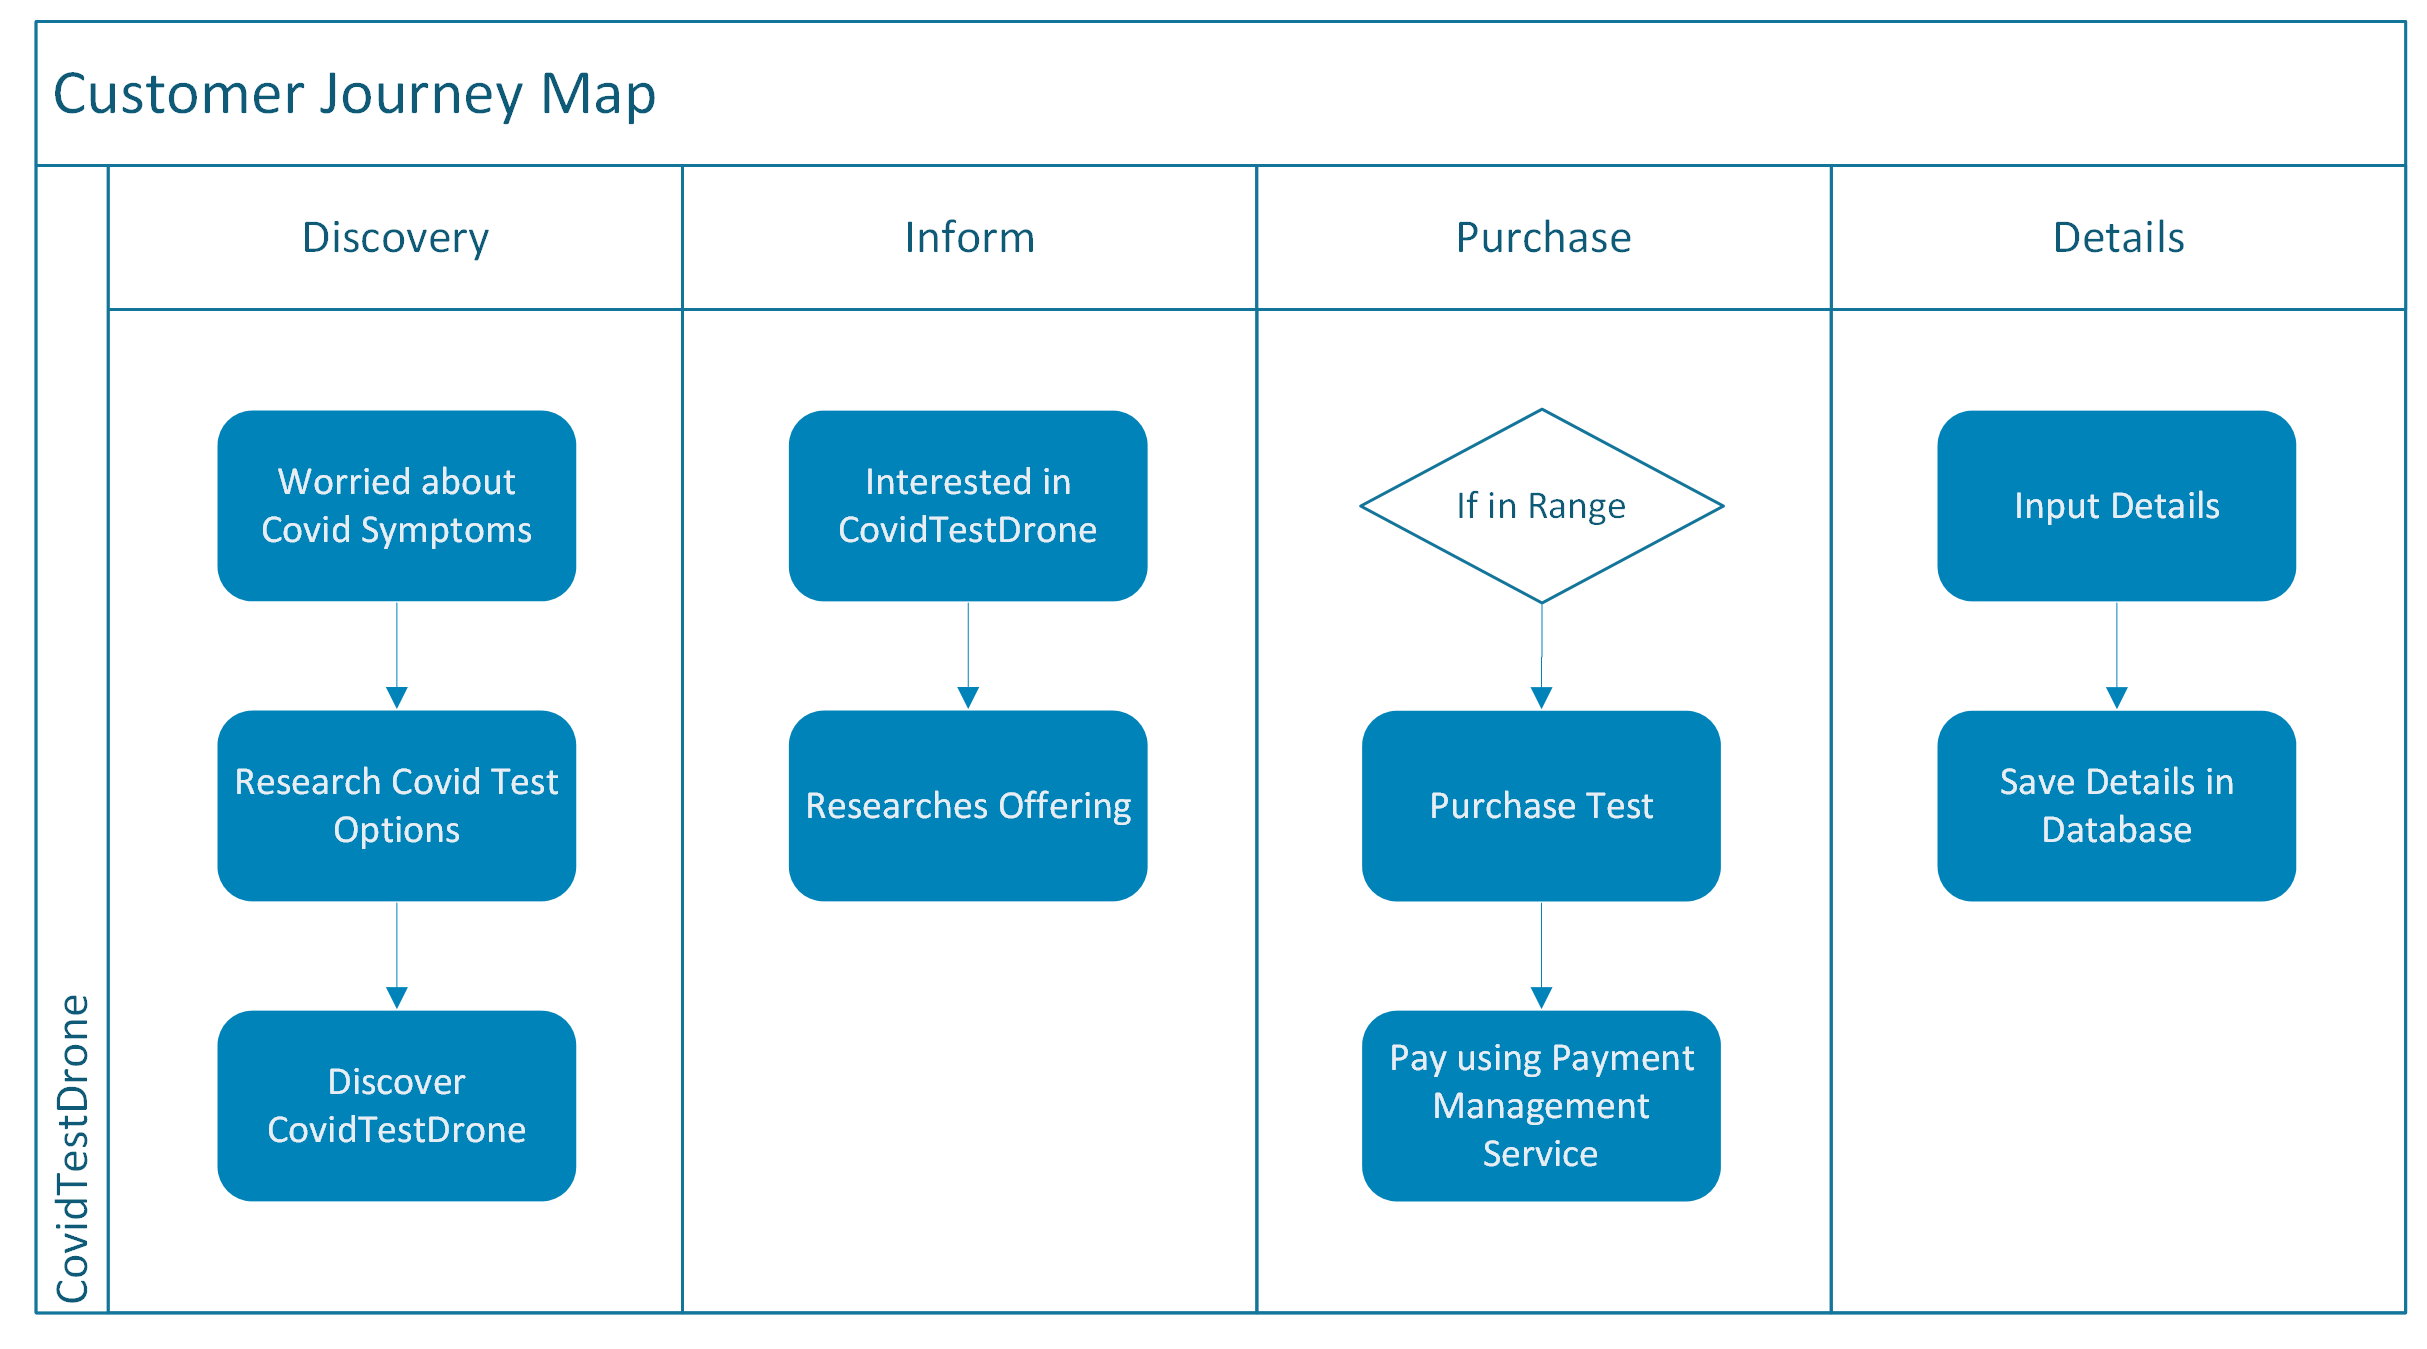 Customer Journey Map
CovidTestDrone
Discovery
Inform
Purchase
Details
Worried about
Covid Symptoms
Research Covid Test
Options
Discover
CovidTestDrone
Interested in
CovidTestDrone
Researches Offering
If in Range
Purchase Test
Pay using Payment
Management
Service
Input Details
Save Details in
Database